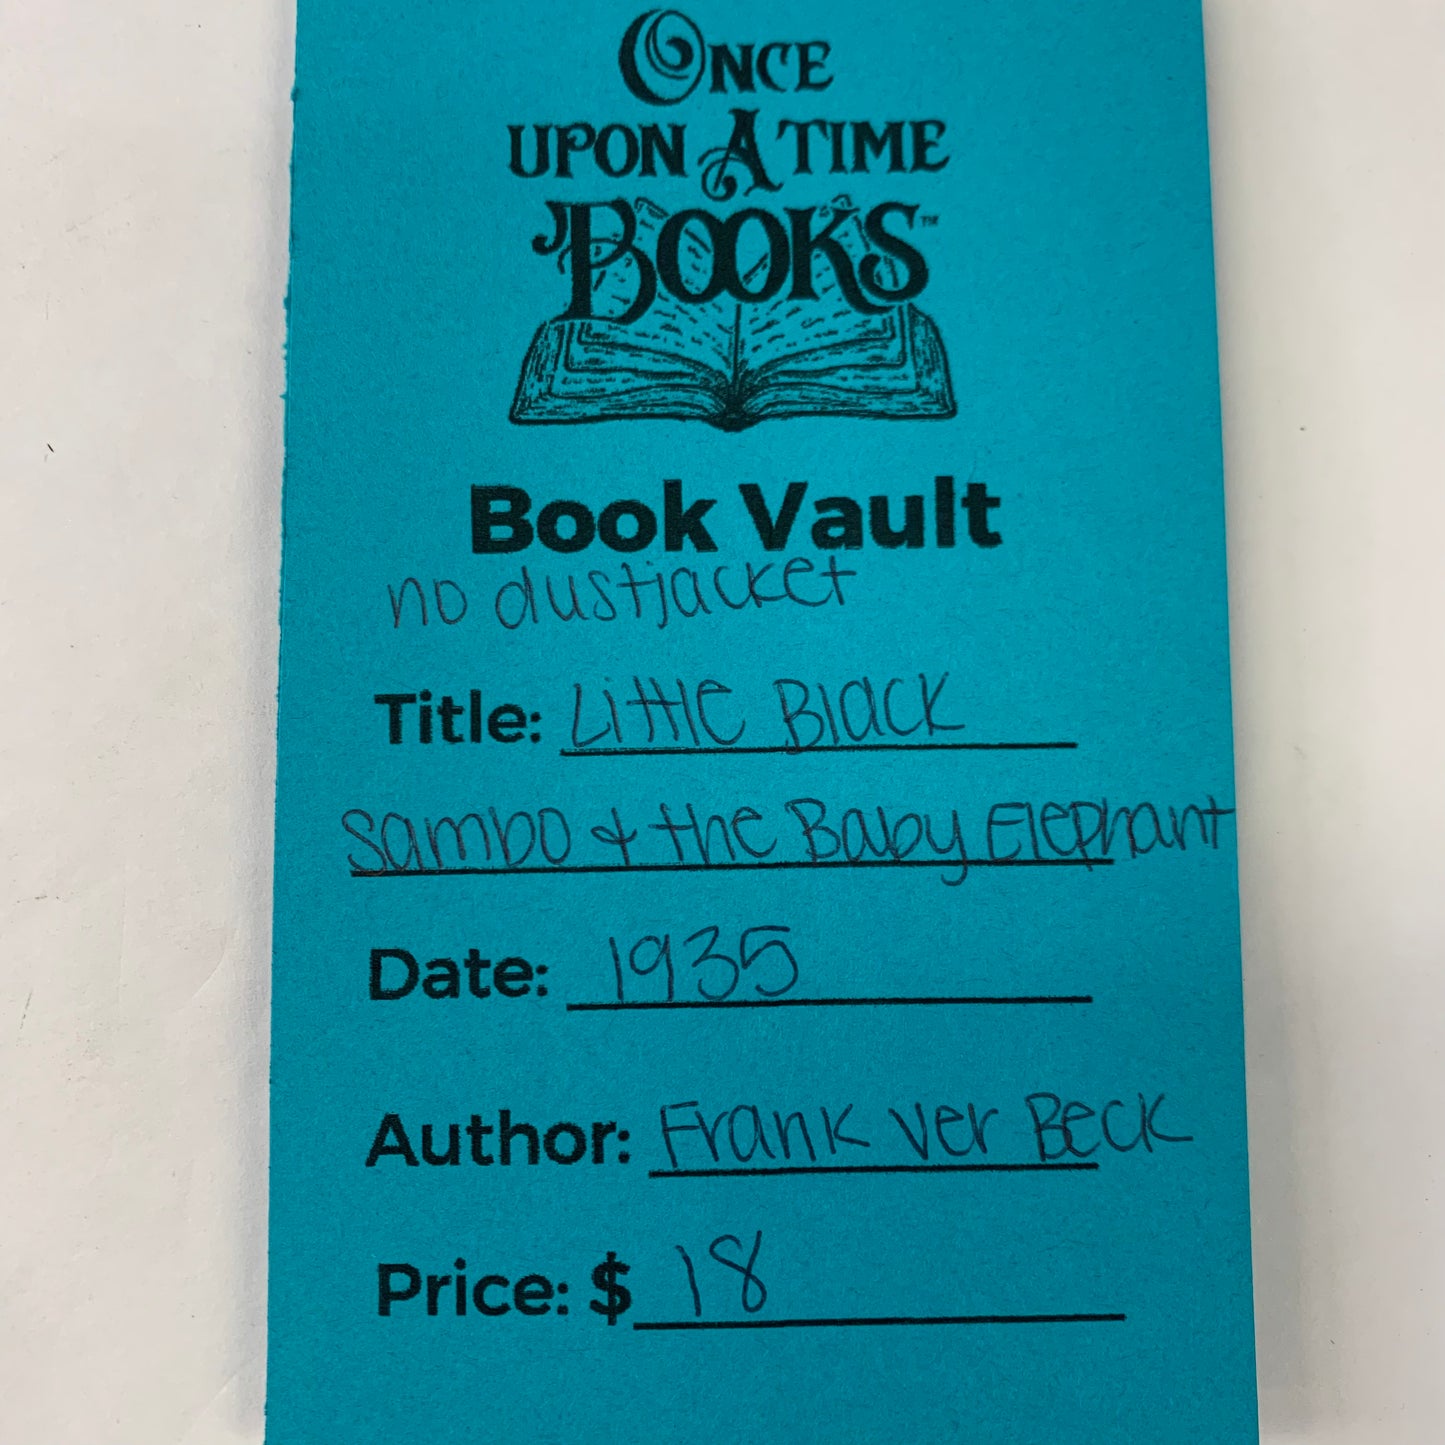 ONCE
UPON A TIME
BOOKS™
Book Vault
no dustjacket
Title: Little Black
Sambo & the Baby Elephant
Date: 1935
Author: Frank Ver Beck
Price: $ 18